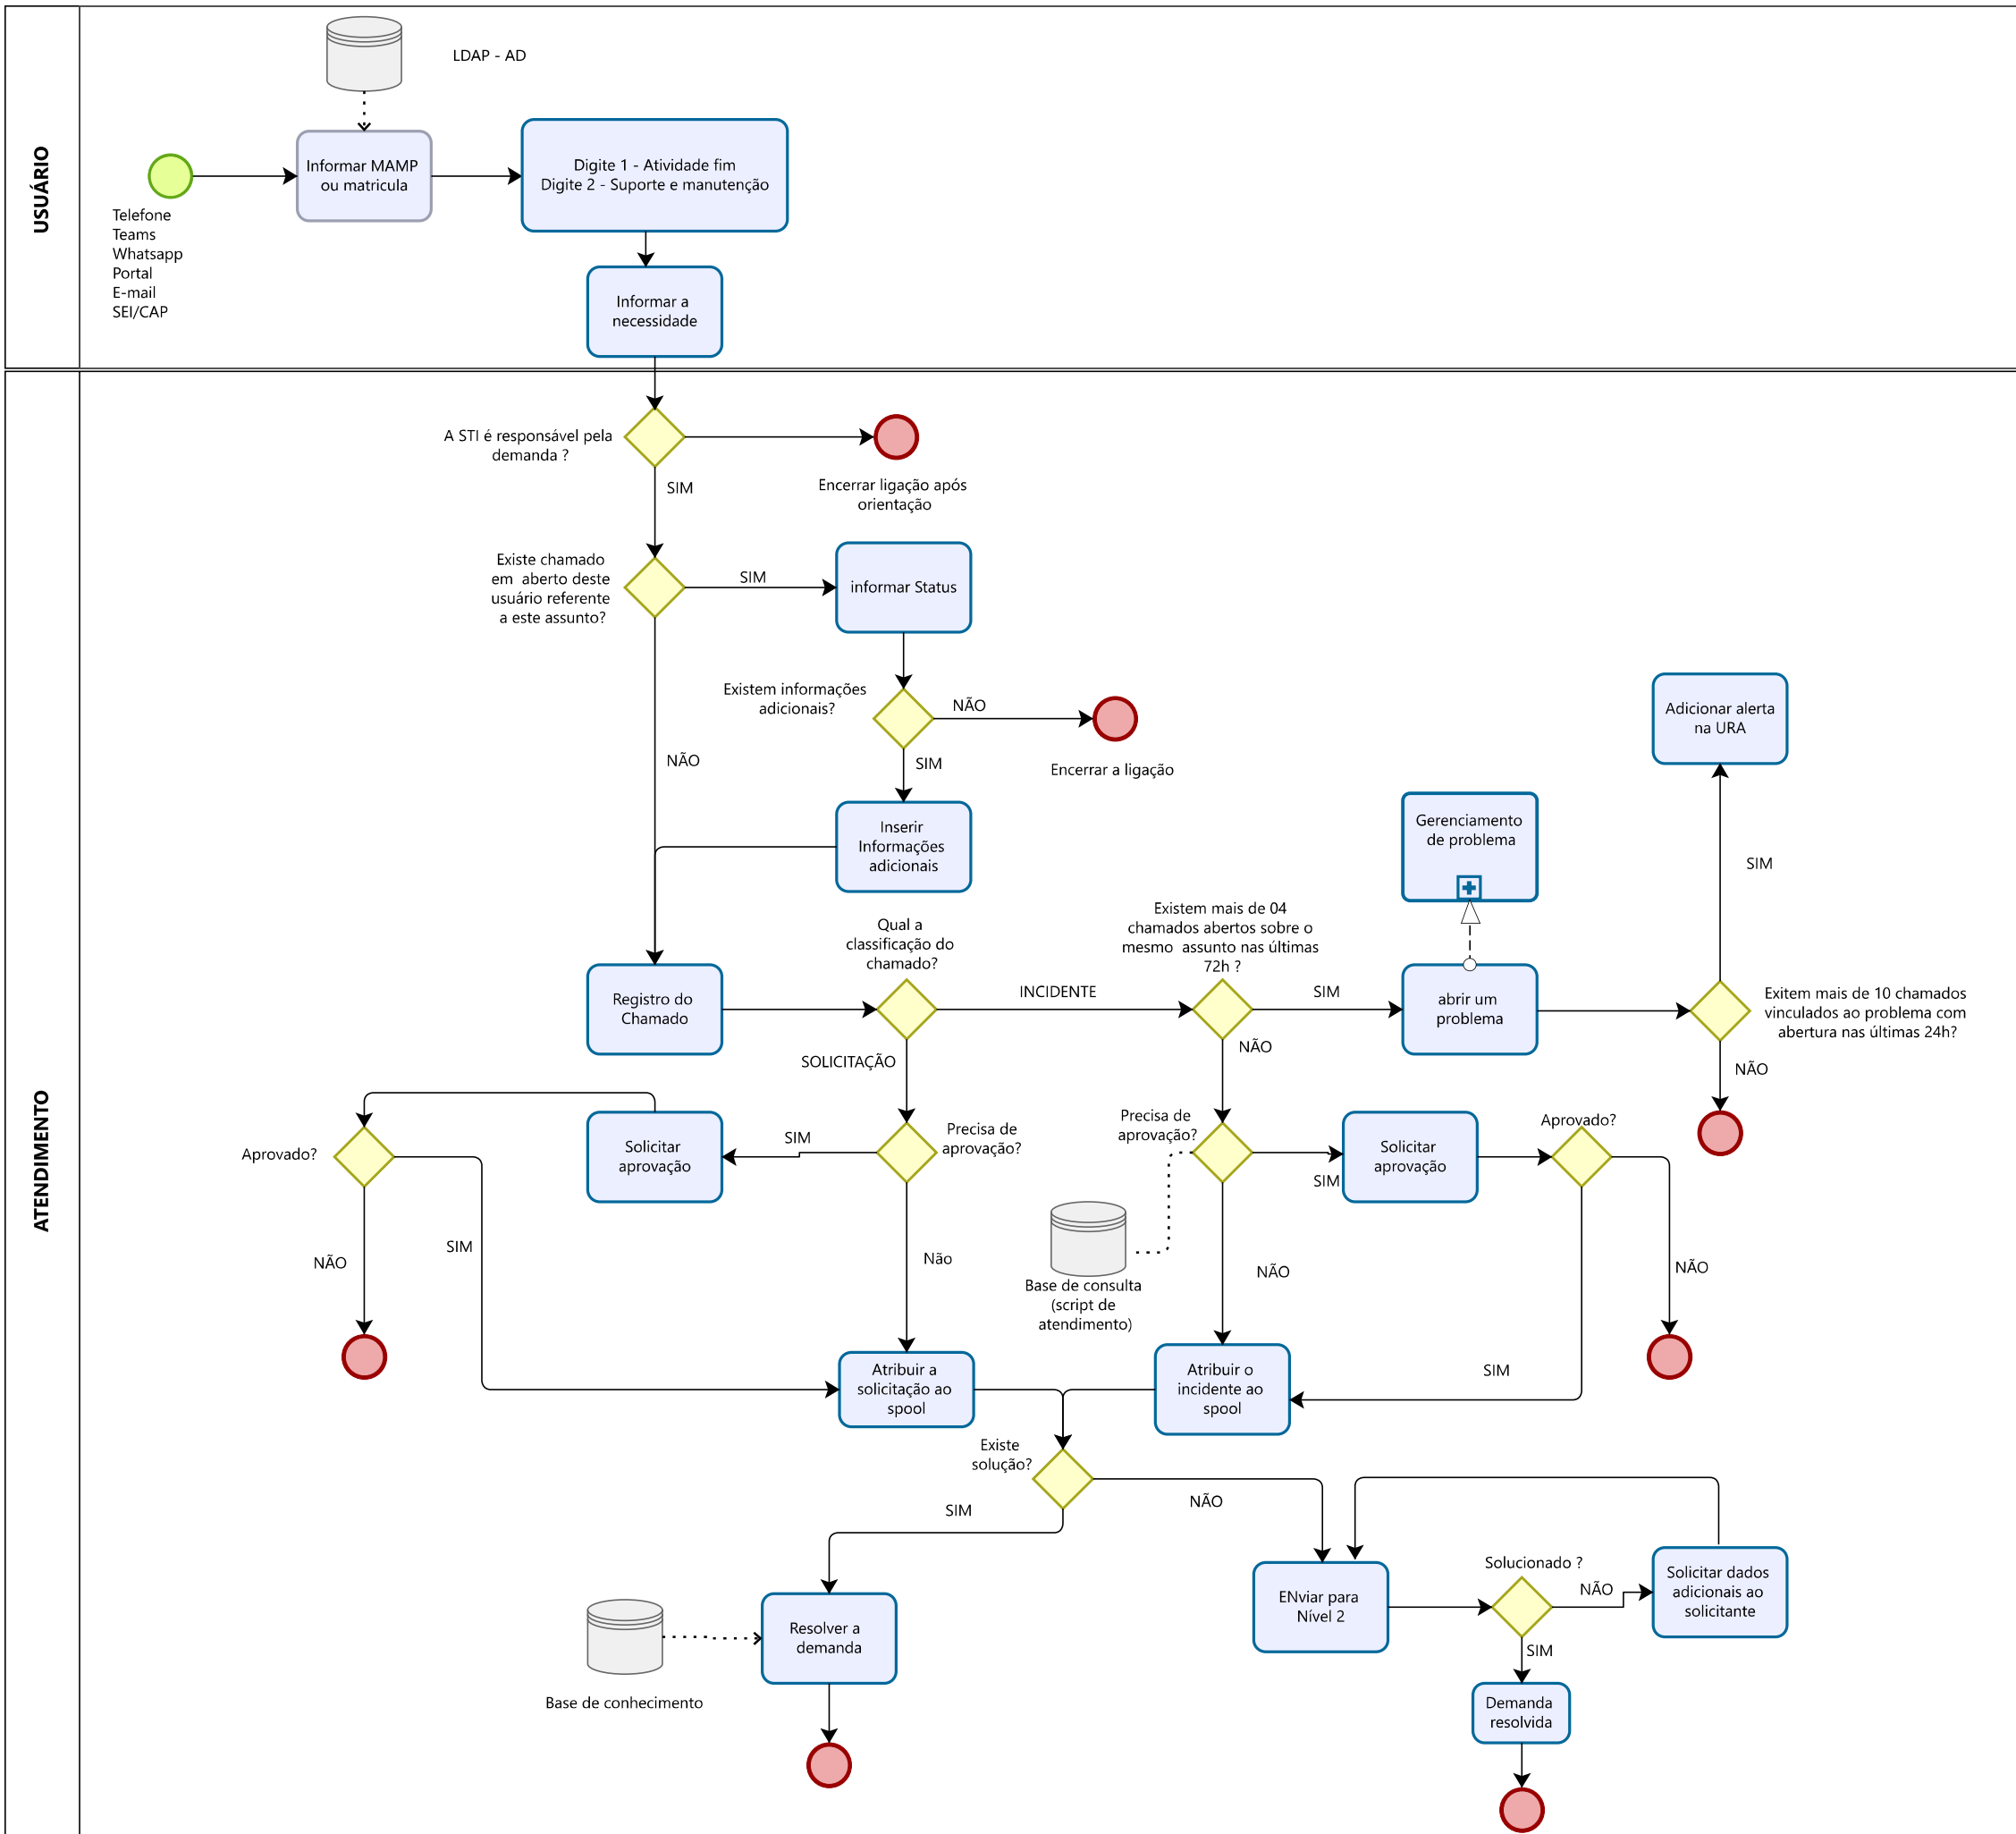 USUÁRIO
LDAP - AD
Informar MAMP
ou matricula
Digite 1 - Atividade fim
Digite 2 - Suporte e manutenção
Telefone
Teams
Whatsapp
Portal
E-mail
SEI/CAP
Informar a
necessidade
ATENDIMENTO
A STI é responsável pela
demanda ?
SIM
Encerrar ligação após
orientação
Existe chamado
em aberto deste
usuário referente
a este assunto?
SIM
informar Status
NÃO
Existem informações
adicionais?
NÃO
Encerrar a ligação
SIM
Inserir
Informações
adicionais
Adicionar alerta
na URA
SIM
Gerenciamento
de problema
Registro do
Chamado
Qual a
classificação do
chamado?
INCIDENTE
Existem mais de 04
chamados abertos sobre o
mesmo assunto nas últimas
72h ?
SIM
abrir um
problema
Exitem mais de 10 chamados
vinculados ao problema com
abertura nas últimas 24h?
NÃO
SOLICITAÇÃO
NÃO
Aprovado?
Solicitar
aprovação
SIM
Precisa de
aprovação?
Precisa de
aprovação?
SIM
Solicitar
aprovação
Aprovado?
NÃO
SIM
Não
Base de consulta
(script de
atendimento)
NÃO
NÃO
SIM
Atribuir a
solicitação ao
spool
Atribuir o
incidente ao
spool
Existe
solução?
SIM
NÃO
Base de conhecimento
Resolver a
demanda
ENviar para
Nível 2
Solucionado ?
NÃO
Solicitar dados
adicionais ao
solicitante
SIM
Demanda
resolvida